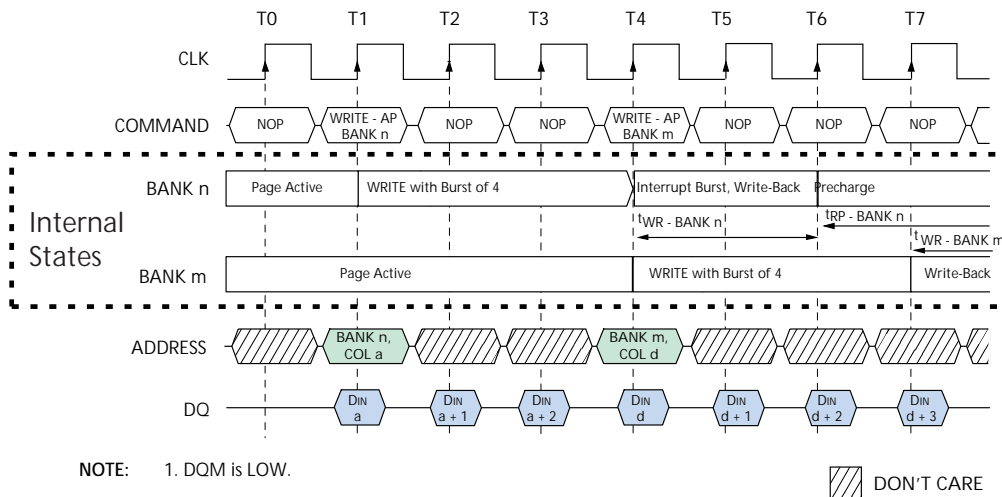 T0 T1 T2 T3 T4 T5 T6 T7
CLK
COMMAND NOP WRITE - AP BANK n NOP NOP WRITE - AP BANK m NOP NOP NOP
Internal States
BANK n Page Active WRITE with Burst of 4 Interrupt Burst, Write-Back Precharge
tWR - BANK n tRP - BANK n
tWR - BANK m
BANK m Page Active WRITE with Burst of 4 Write-Back
ADDRESS BANK n, COL a BANK m, COL d
DQ DIN a DIN a + 1 DIN a + 2 DIN d DIN d + 1 DIN d + 2 DIN d + 3
NOTE: 1. DQM is LOW.
DON'T CARE